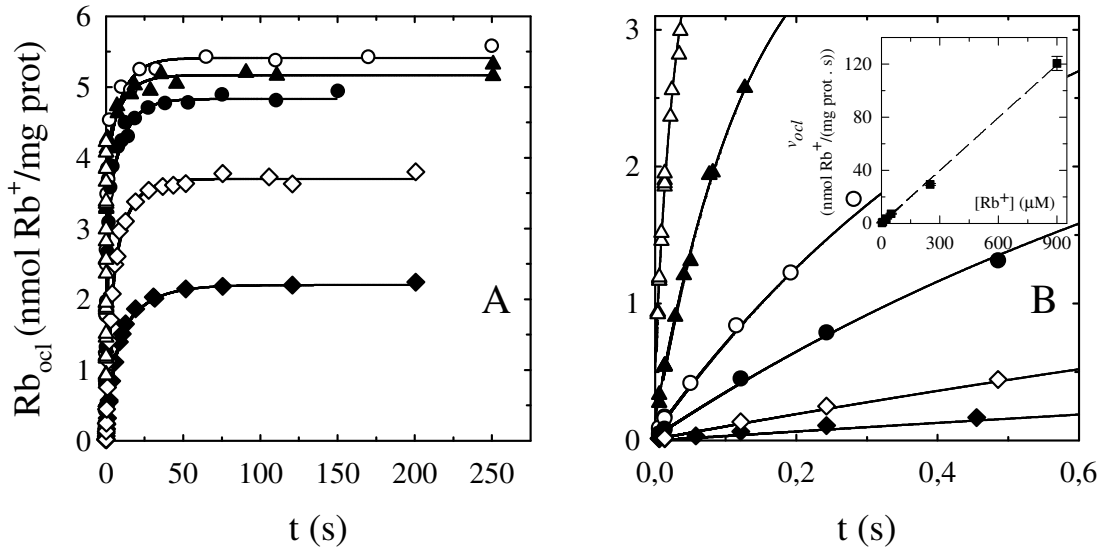 Rb_ocl (nmol Rb⁺/mg prot)
6
5
4
3
2
1
0
0 50 100 150 200 250
t (s)
A
3
2
1
0
0,0 0,2 0,4 0,6
t (s)
B
v_ocl
(nmol Rb⁺/(mg prot . s)
120
80
40
0
0 300 600 900
[Rb⁺] (µM)